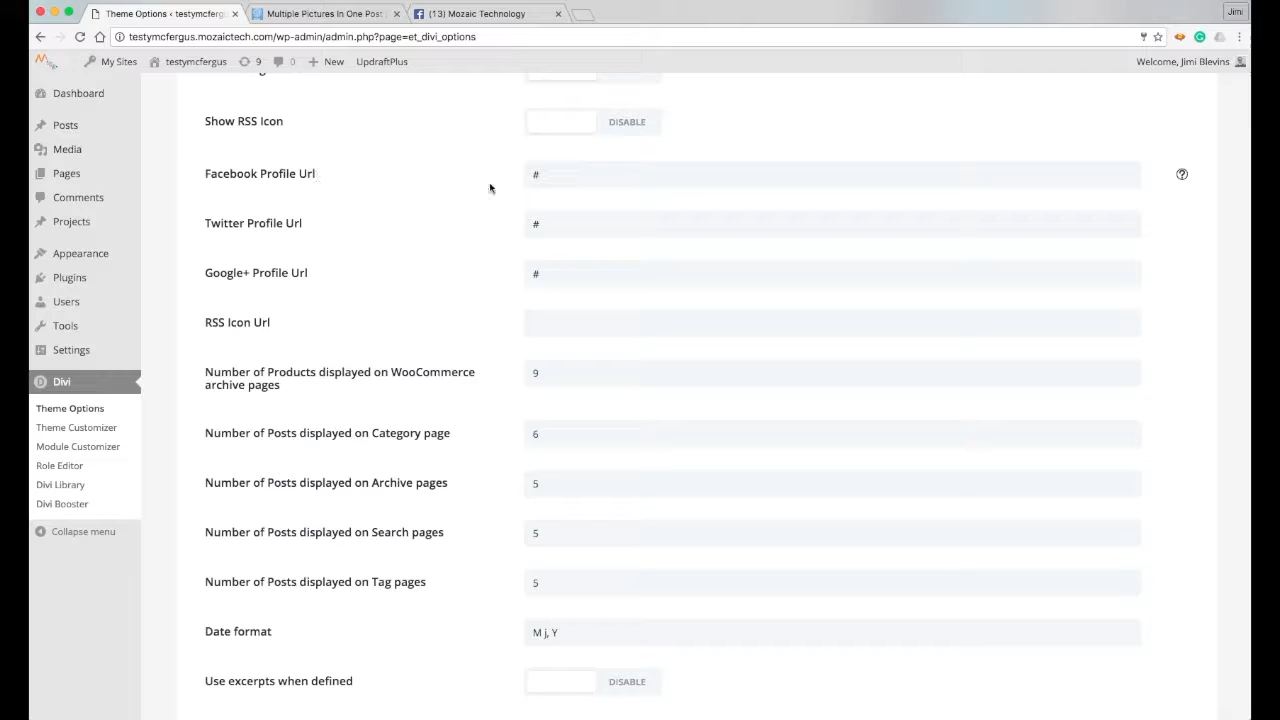 Theme Options ‹ testymcferg
Multiple Pictures In One Post
(13) Mozaic Technology
Jimi
testymcfergus.mozaictech.com/wp-admin/admin.php?page=et_divi_options
My Sites
testymcfergus
9
0
New
UpdraftPlus
Welcome, Jimi Blevins
Dashboard
Posts
Media
Pages
Comments
Projects
Appearance
Plugins
Users
Tools
Settings
Divi
Theme Options
Theme Customizer
Module Customizer
Role Editor
Divi Library
Divi Booster
Collapse menu
Show RSS Icon
DISABLE
Facebook Profile Url
#
Twitter Profile Url
#
Google+ Profile Url
#
RSS Icon Url
Number of Products displayed on WooCommerce
archive pages
9
Number of Posts displayed on Category page
6
Number of Posts displayed on Archive pages
5
Number of Posts displayed on Search pages
5
Number of Posts displayed on Tag pages
5
Date format
M j, Y
Use excerpts when defined
DISABLE